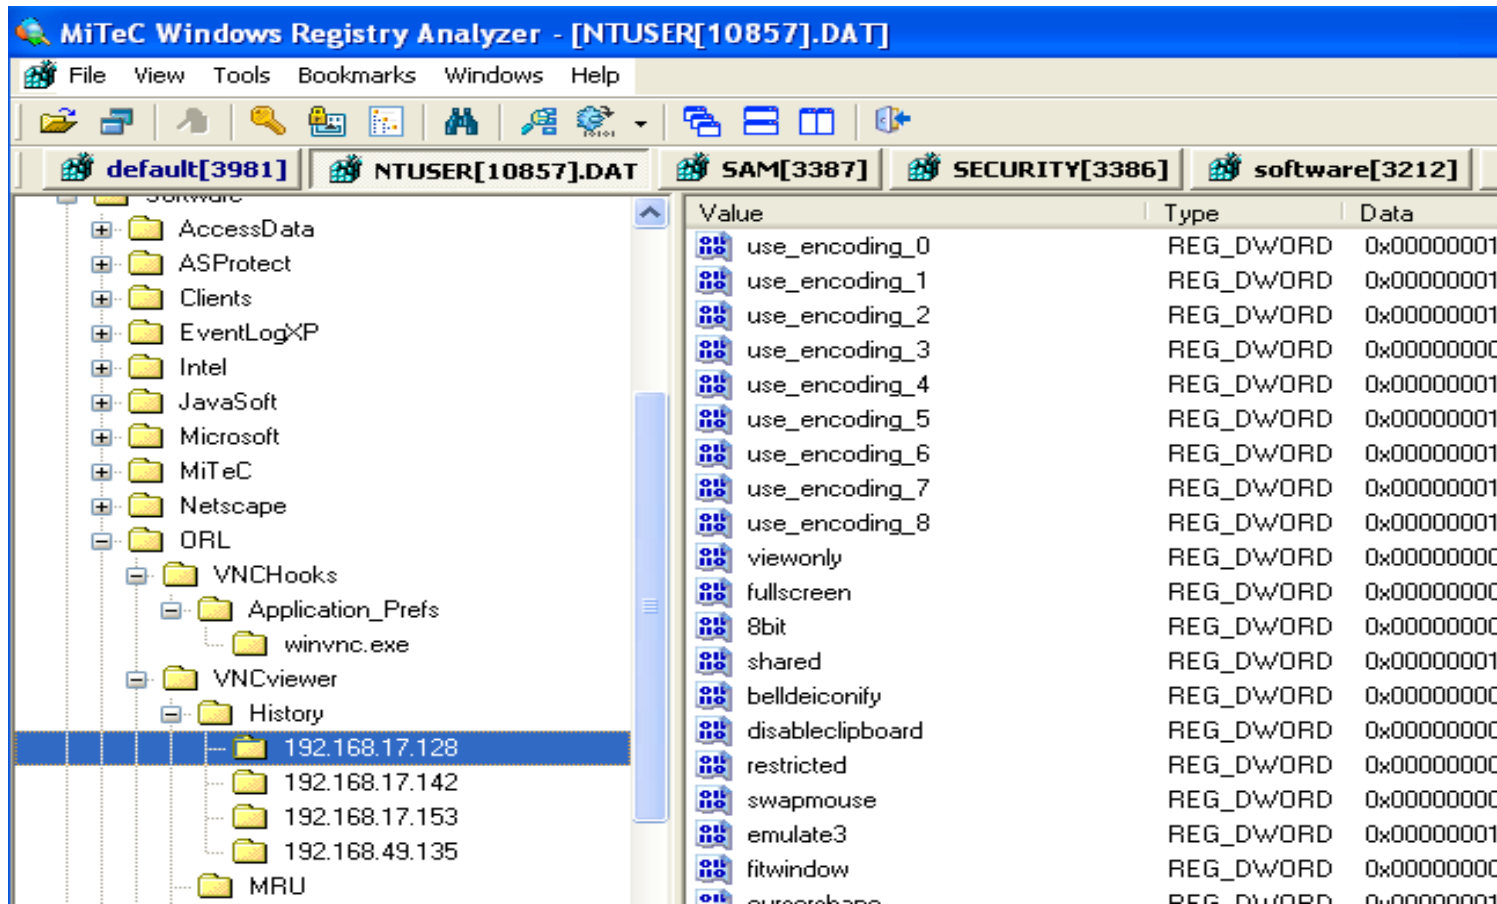 MiTeC Windows Registry Analyzer - [NTUSER[10857].DAT]
File View Tools Bookmarks Windows Help
default[3981] NTUSER[10857].DAT SAM[3387] SECURITY[3386] software[3212]
Software
AccessData
ASProtect
Clients
EventLogXP
Intel
JavaSoft
Microsoft
MiTeC
Netscape
ORL
VNCHooks
Application_Prefs
winvnc.exe
VNCviewer
History
192.168.17.128
192.168.17.142
192.168.17.153
192.168.49.135
MRU
Value Type Data
use_encoding_0 REG_DWORD 0x00000001
use_encoding_1 REG_DWORD 0x00000001
use_encoding_2 REG_DWORD 0x00000001
use_encoding_3 REG_DWORD 0x00000000
use_encoding_4 REG_DWORD 0x00000001
use_encoding_5 REG_DWORD 0x00000001
use_encoding_6 REG_DWORD 0x00000001
use_encoding_7 REG_DWORD 0x00000001
use_encoding_8 REG_DWORD 0x00000001
viewonly REG_DWORD 0x00000000
fullscreen REG_DWORD 0x00000000
8bit REG_DWORD 0x00000000
shared REG_DWORD 0x00000001
belldeiconify REG_DWORD 0x00000000
disableclipboard REG_DWORD 0x00000000
restricted REG_DWORD 0x00000000
swapmouse REG_DWORD 0x00000000
emulate3 REG_DWORD 0x00000001
fitwindow REG_DWORD 0x00000000
cursorshape REG_DWORD 0x00000001